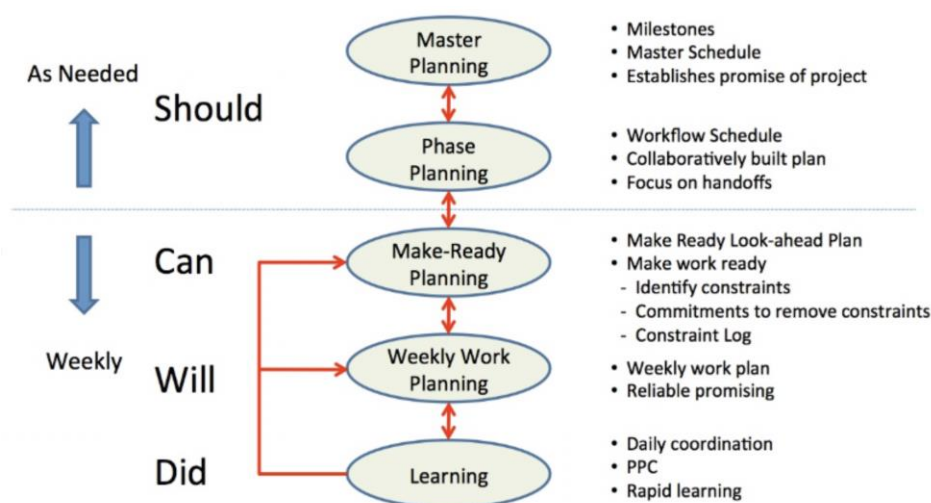 Master
Planning
• Milestones
• Master Schedule
• Establishes promise of project
As Needed
Should
Phase
Planning
• Workflow Schedule
• Collaboratively built plan
• Focus on handoffs
Can
Make-Ready
Planning
• Make Ready Look-ahead Plan
• Make work ready
- Identify constraints
- Commitments to remove constraints
- Constraint Log
Weekly
Will
Weekly Work
Planning
• Weekly work plan
• Reliable promising
Did
Learning
• Daily coordination
• PPC
• Rapid learning